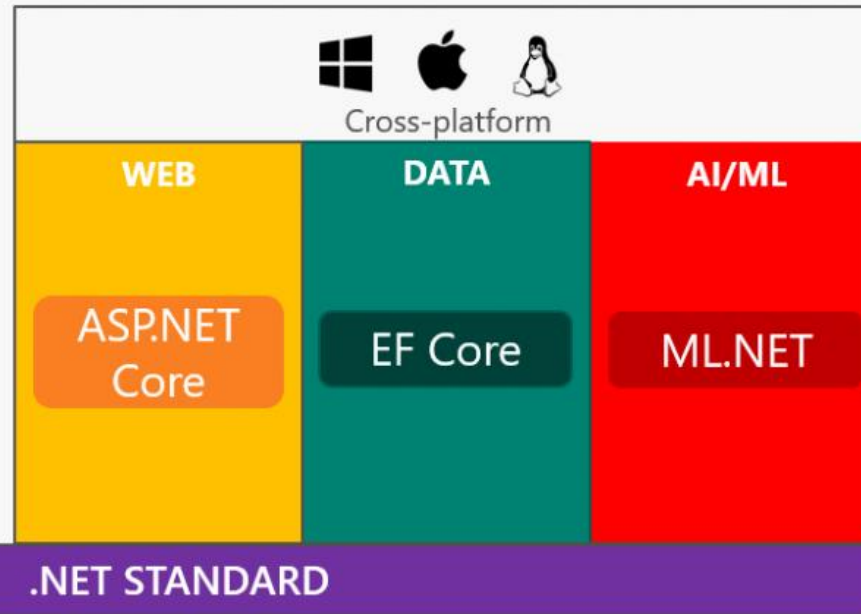 Cross-platform
WEB
DATA
AI/ML
ASP.NET
Core
EF Core
ML.NET
.NET STANDARD